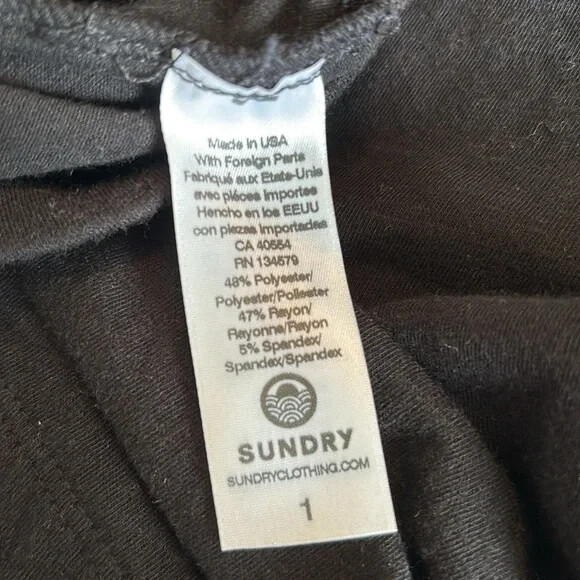 Made in USA
With Foreign Parts
Fabriqué aux Etats-Unis
avec pièces importes
Hencho en los EEUU
con piezas importadas
CA 40554
RN 134579
48% Polyester/
Polyester/Poliester
47% Rayon/
Rayonne/Rayon
5% Spandex/
Spandex/Spandex
SUNDRY
SUNDRYCLOTHING.COM
1